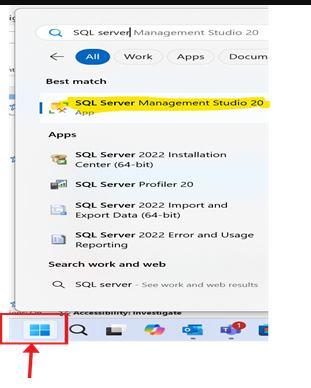 SQL server Management Studio 20
All Work Apps Docum
Best match
SQL Server Management Studio 20
App
Apps
SQL Server 2022 Installation
Center (64-bit)
SQL Server Profiler 20
SQL Server 2022 Import and
Export Data (64-bit)
SQL Server 2022 Error and Usage
Reporting
Search work and web
SQL server - See work and web results
Accessibility: Investigate